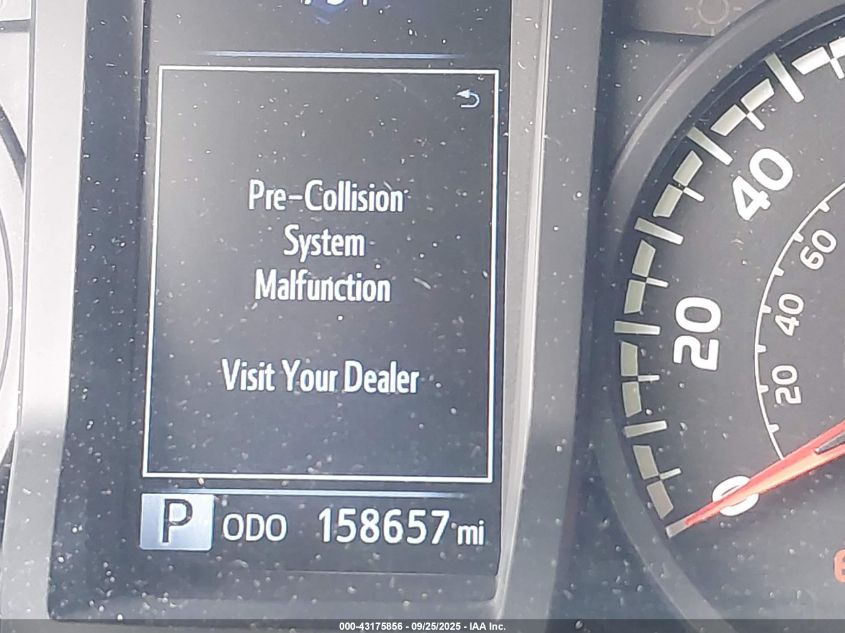 Pre-Collision
System
Malfunction
Visit Your Dealer
P ODO 158657 mi
40
20
0
60
40
20
000-43175856 - 09/25/2025 - IAA Inc.